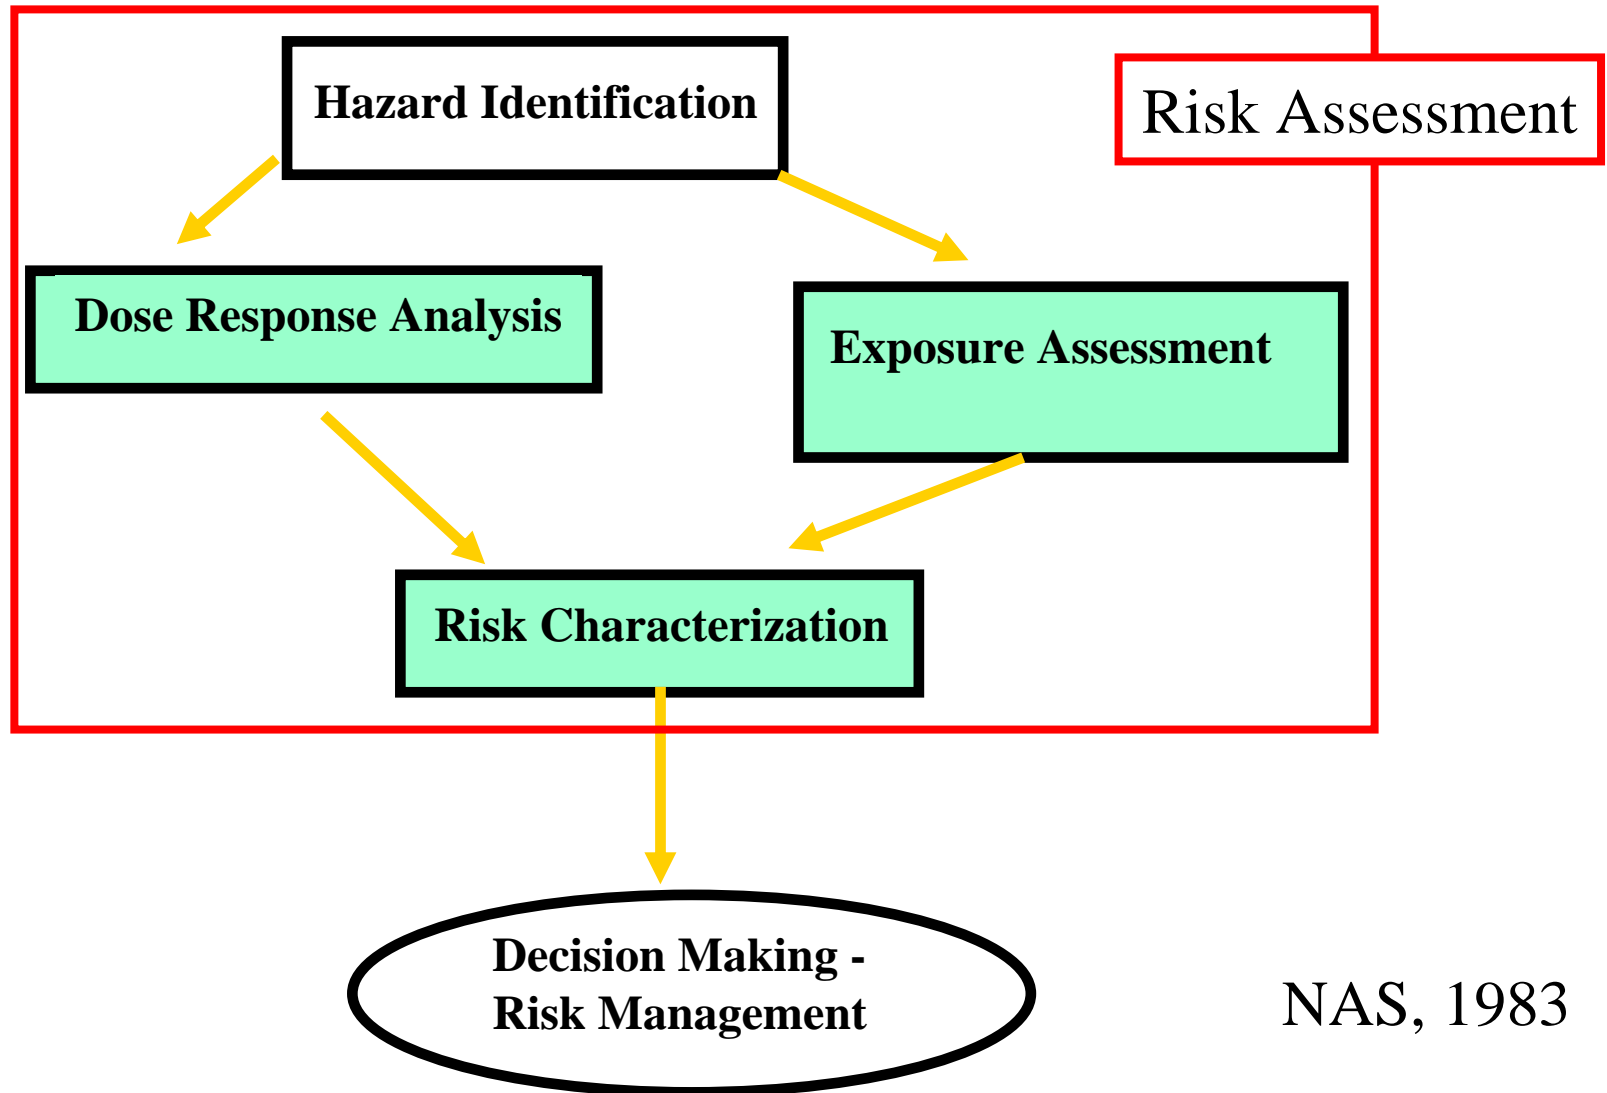 Hazard Identification
Risk Assessment
Dose Response Analysis
Exposure Assessment
Risk Characterization
Decision Making -
Risk Management
NAS, 1983